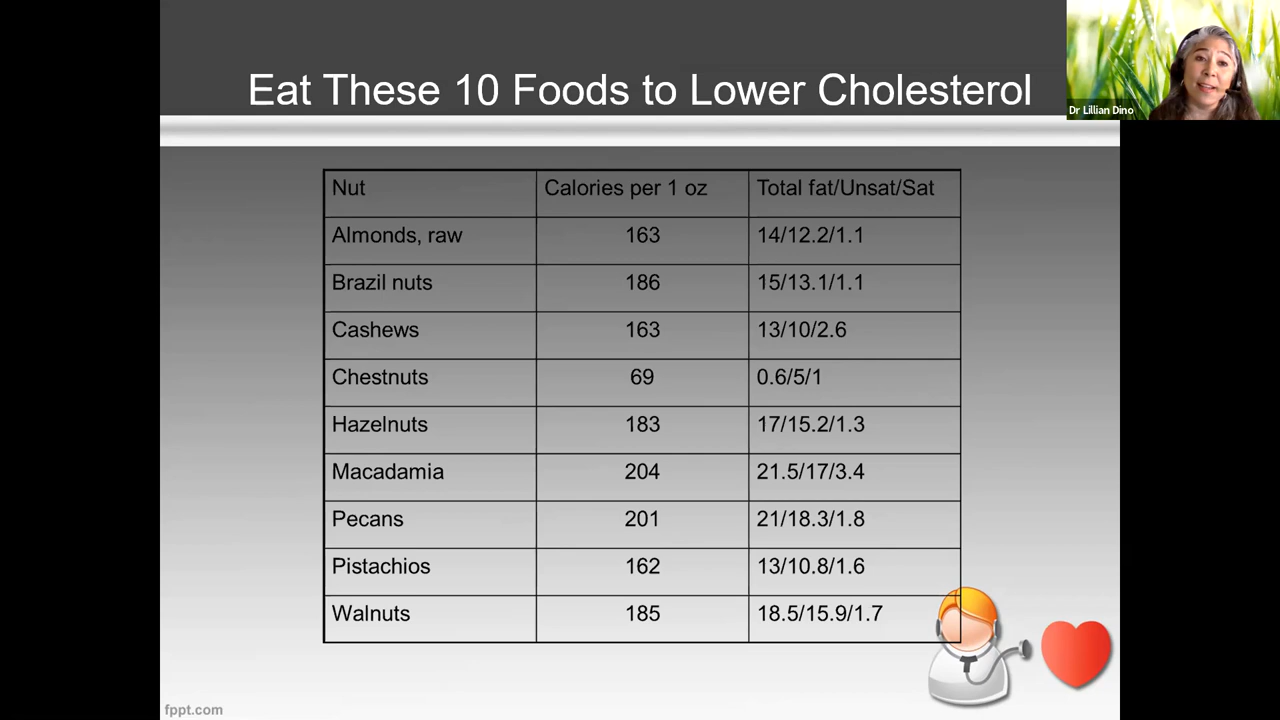 Eat These 10 Foods to Lower Cholesterol
Dr Lillian Dino
Nut Calories per 1 oz Total fat/Unsat/Sat
Almonds, raw 163 14/12.2/1.1
Brazil nuts 186 15/13.1/1.1
Cashews 163 13/10/2.6
Chestnuts 69 0.6/5/1
Hazelnuts 183 17/15.2/1.3
Macadamia 204 21.5/17/3.4
Pecans 201 21/18.3/1.8
Pistachios 162 13/10.8/1.6
Walnuts 185 18.5/15.9/1.7
fppt.com